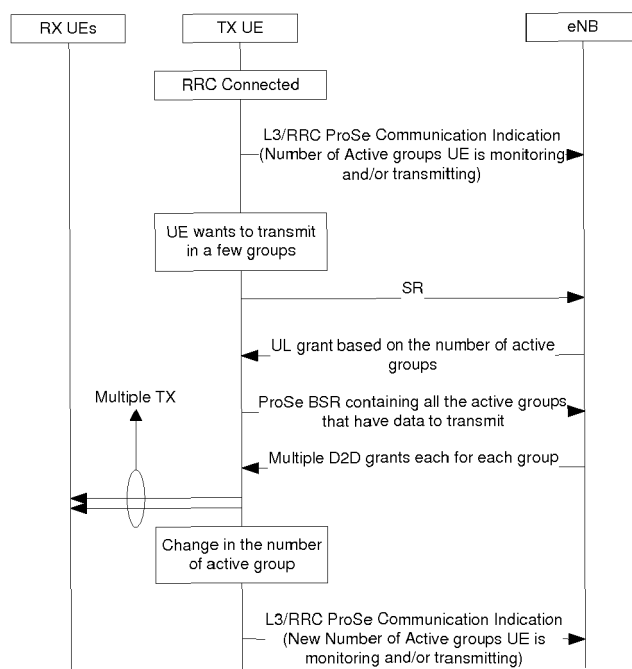 RX UEs
TX UE
eNB
RRC Connected
L3/RRC ProSe Communication Indication
(Number of Active groups UE is monitoring
and/or transmitting)
UE wants to transmit
in a few groups
SR
UL grant based on the number of active
groups
Multiple TX
ProSe BSR containing all the active groups
that have data to transmit
Multiple D2D grants each for each group
Change in the number
of active group
L3/RRC ProSe Communication Indication
(New Number of Active groups UE is
monitoring and/or transmitting)